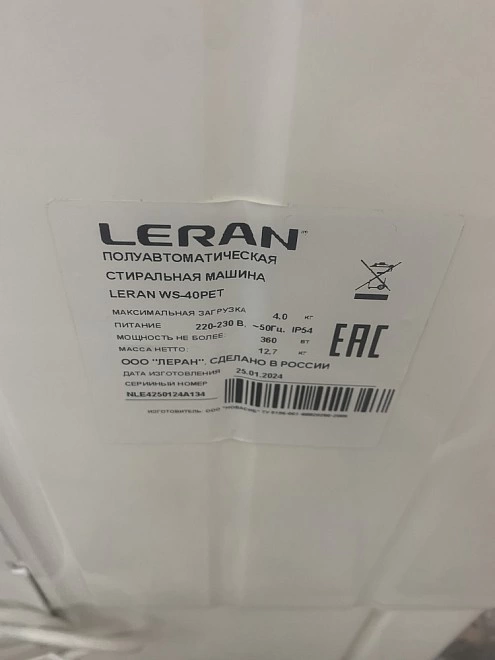 LERAN
ПОЛУАВТОМАТИЧЕСКАЯ
СТИРАЛЬНАЯ МАШИНА
LERAN WS-40PET
МАКСИМАЛЬНАЯ ЗАГРУЗКА 4.0 кг
ПИТАНИЕ 220-230 В, ~50Гц, IP54
МОЩНОСТЬ НЕ БОЛЕЕ: 360 вт
МАССА НЕТТО: 12,7 кг
EAC
ООО "ЛЕРАН", СДЕЛАНО В РОССИИ
ДАТА ИЗГОТОВЛЕНИЯ 25.01.2024
СЕРИЙНЫЙ НОМЕР
NLE4250124A134
ИЗГОТОВИТЕЛЬ: ООО